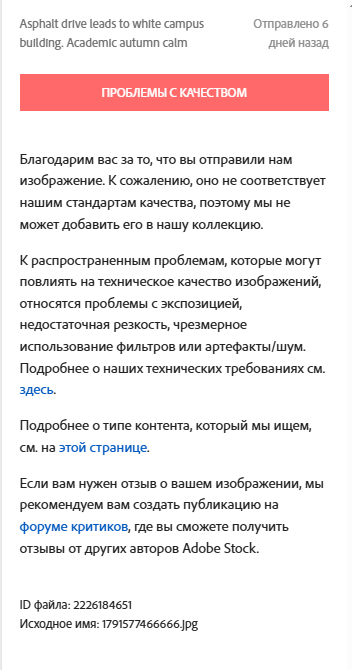 Asphalt drive leads to white campus building. Academic autumn calm
Отправлено 6 дней назад
ПРОБЛЕМЫ С КАЧЕСТВОМ
Благодарим вас за то, что вы отправили нам
изображение. К сожалению, оно не соответствует
нашим стандартам качества, поэтому мы не
может добавить его в нашу коллекцию.
К распространенным проблемам, которые могут
повлиять на техническое качество изображений,
относятся проблемы с экспозицией,
недостаточная резкость, чрезмерное
использование фильтров или артефакты/шум.
Подробнее о наших технических требованиях см.
здесь.
Подробнее о типе контента, который мы ищем,
см. на этой странице.
Если вам нужен отзыв о вашем изображении, мы
рекомендуем вам создать публикацию на
форуме критиков, где вы сможете получить
отзывы от других авторов Adobe Stock.
ID файла: 2226184651
Исходное имя: 1791577466666.jpg